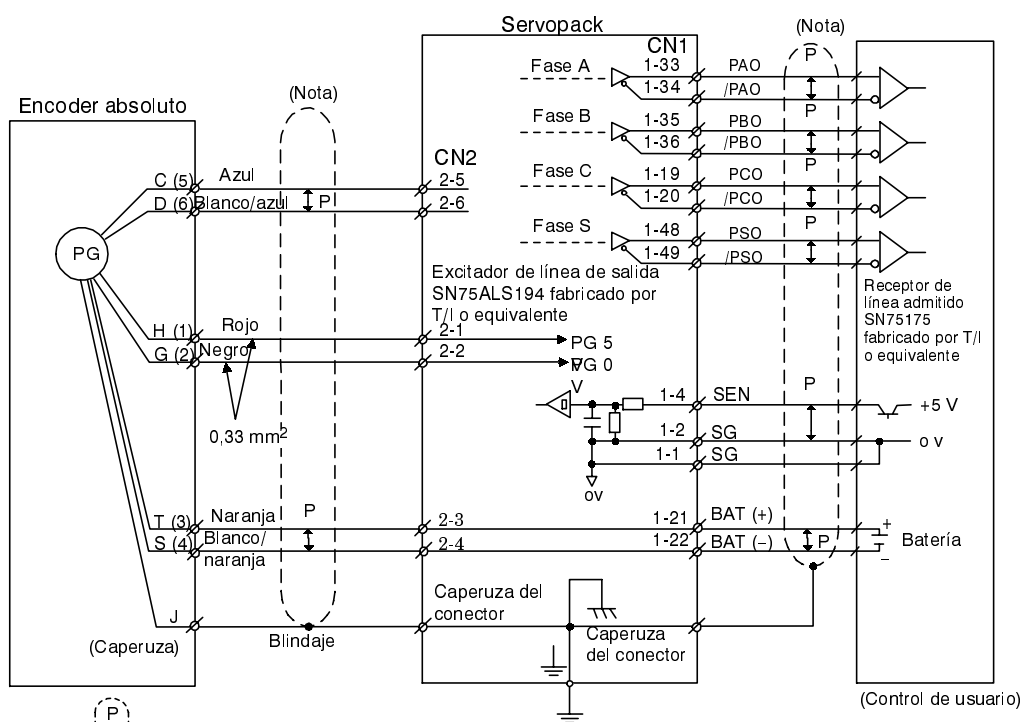 Servopack
(Nota)
CN1
Encoder absoluto
(Nota)
Fase A
1-33
PAO
P
1-34
/PAO
P
Fase B
1-35
PBO
1-36
/PBO
P
CN2
Fase C
1-19
PCO
1-20
/PCO
P
Fase S
1-48
PSO
1-49
/PSO
C (5)
Azul
2-5
D (6)
Blanco/azul
P
2-6
PG
Excitador de línea de salida
SN75ALS194 fabricado por
T/I o equivalente
Receptor de
línea admitido
SN75175
fabricado por T/I
o equivalente
H (1)
Rojo
2-1
PG 5
V
G (2)
Negro
2-2
PG 0
V
0,33 mm2
1-4
SEN
P
+5 V
1-2
SG
0 V
1-1
SG
0V
T (3)
Naranja
P
2-3
1-21
BAT (+)
+
S (4)
Blanco/
naranja
2-4
1-22
BAT (−)
P
Batería
−
J
(Caperuza)
Blindaje
Caperuza del
conector
Caperuza
del conector
(Control de usuario)
P